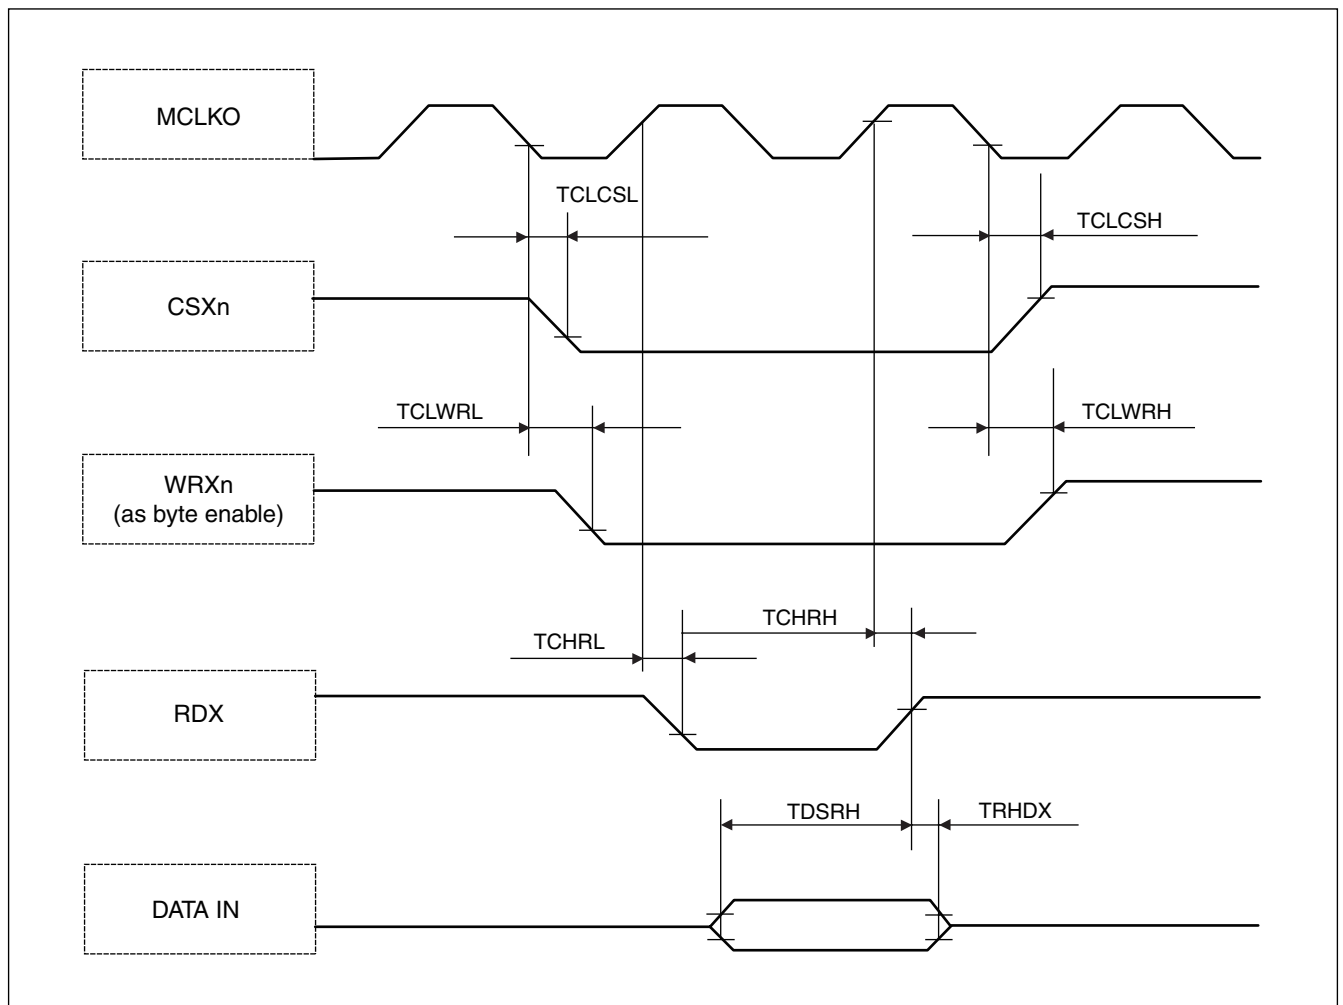 MCLKO
TCLCSL
TCLCSH
CSXn
TCLWRL
TCLWRH
WRXn
(as byte enable)
TCHRH
TCHRL
RDX
TDSRH
TRHDX
DATA IN